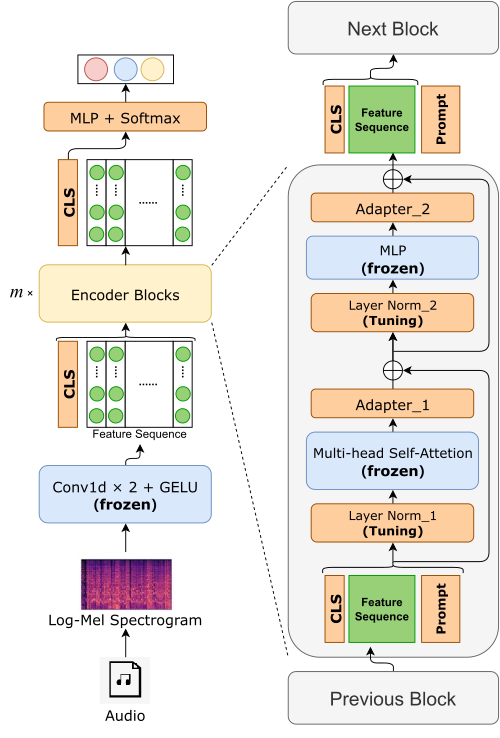 MLP + Softmax
CLS
......
m ×
Encoder Blocks
CLS
......
Feature Sequence
Conv1d × 2 + GELU
(frozen)
Log-Mel Spectrogram
Audio
Next Block
CLS
Feature
Sequence
Prompt
Adapter_2
MLP
(frozen)
Layer Norm_2
(Tuning)
Adapter_1
Multi-head Self-Attetion
(frozen)
Layer Norm_1
(Tuning)
CLS
Feature
Sequence
Prompt
Previous Block